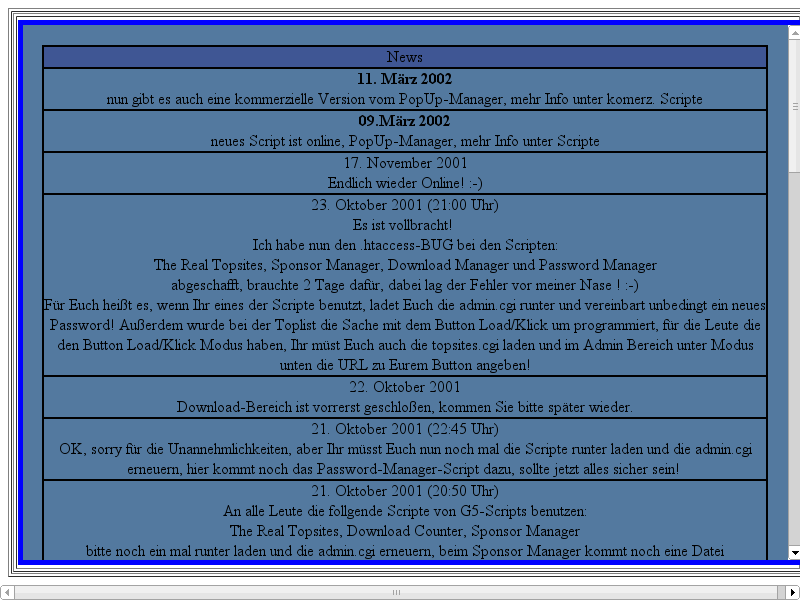 News
11. März 2002
nun gibt es auch eine kommerzielle Version vom PopUp-Manager, mehr Info unter komerz. Scripte
09.März 2002
neues Script ist online, PopUp-Manager, mehr Info unter Scripte
17. November 2001
Endlich wieder Online! :-)
23. Oktober 2001 (21:00 Uhr)
Es ist vollbracht!
Ich habe nun den .htaccess-BUG bei den Scripten:
The Real Topsites, Sponsor Manager, Download Manager und Password Manager
abgeschafft, brauchte 2 Tage dafür, dabei lag der Fehler vor meiner Nase ! :-)
Für Euch heißt es, wenn Ihr eines der Scripte benutzt, ladet Euch die admin.cgi runter und vereinbart unbedingt ein neues
Password! Außerdem wurde bei der Toplist die Sache mit dem Button Load/Klick um programmiert, für die Leute die
den Button Load/Klick Modus haben, Ihr müst Euch auch die topsites.cgi laden und im Admin Bereich unter Modus
unten die URL zu Eurem Button angeben!
22. Oktober 2001
Download-Bereich ist vorrerst geschloßen, kommen Sie bitte später wieder.
21. Oktober 2001 (22:45 Uhr)
OK, sorry für die Unannehmlichkeiten, aber Ihr müsst Euch nun noch mal die Scripte runter laden und die admin.cgi
erneuern, hier kommt noch das Password-Manager-Script dazu, sollte jetzt alles sicher sein!
21. Oktober 2001 (20:50 Uhr)
An alle Leute die follgende Scripte von G5-Scripts benutzen:
The Real Topsites, Download Counter, Sponsor Manager
bitte noch ein mal runter laden und die admin.cgi erneuern, beim Sponsor Manager kommt noch eine Datei